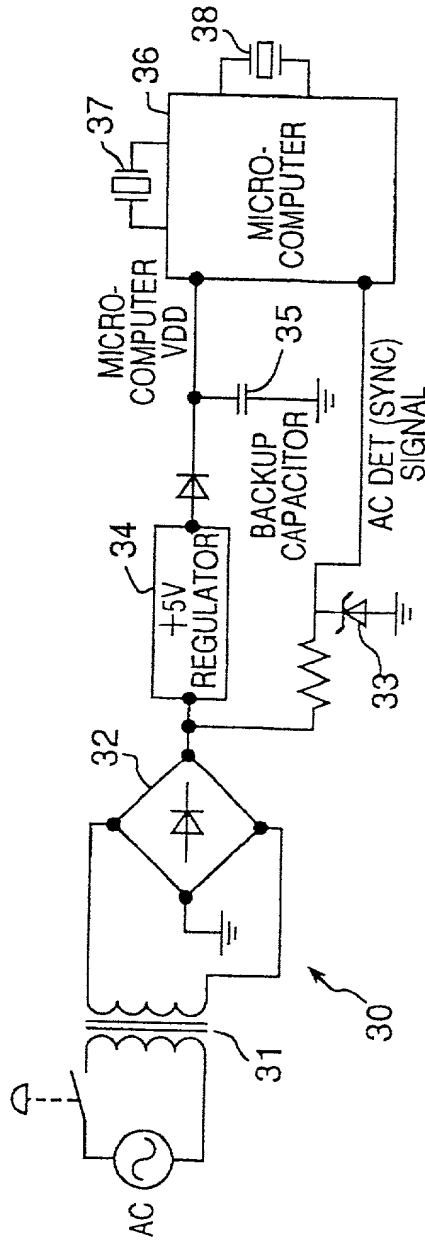 AC
31
30
32
34
+5V
REGULATOR
33
BACKUP
CAPACITOR
35
MICRO-
COMPUTER
VDD
AC DET (SYNC)
SIGNAL
37
36
38
MICRO-
COMPUTER